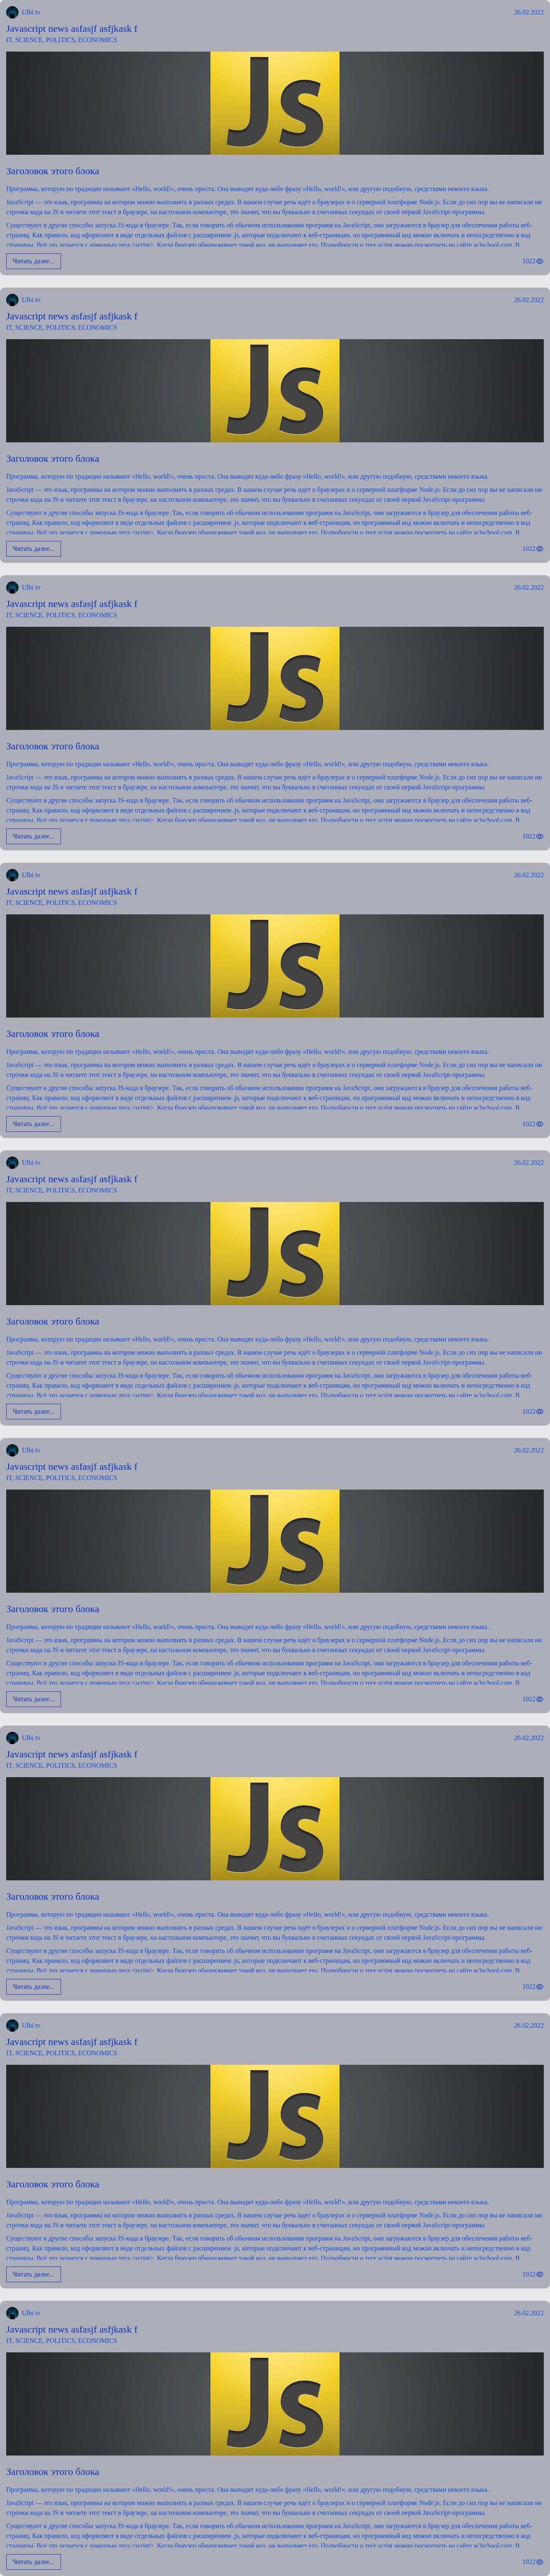 Ulbi tv 26.02.2022
Javascript news asfasjf asfjkask f
IT, SCIENCE, POLITICS, ECONOMICS
JS
Заголовок этого блока
Программа, которую по традиции называют «Hello, world!», очень проста. Она выводит куда-либо фразу «Hello, world!», или другую подобную, средствами некоего языка.
JavaScript — это язык, программы на котором можно выполнять в разных средах. В нашем случае речь идёт о браузерах и о серверной платформе Node.js. Если до сих пор вы не написали ни
строчки кода на JS и читаете этот текст в браузере, на настольном компьютере, это значит, что вы буквально в считанных секундах от своей первой JavaScript-программы.
Существуют и другие способы запуска JS-кода в браузере. Так, если говорить об обычном использовании программ на JavaScript, они загружаются в браузер для обеспечения работы веб-
страниц. Как правило, код оформляют в виде отдельных файлов с расширением .js, которые подключают к веб-страницам, но программный код можно включать и непосредственно в код
страницы. Всё это делается с помощью тега <script>. Когда браузер обнаруживает такой код, он выполняет его. Подробности о теге script можно посмотреть на сайте w3school.com. В
Читать далее... 1022
Ulbi tv 26.02.2022
Javascript news asfasjf asfjkask f
IT, SCIENCE, POLITICS, ECONOMICS
JS
Заголовок этого блока
Программа, которую по традиции называют «Hello, world!», очень проста. Она выводит куда-либо фразу «Hello, world!», или другую подобную, средствами некоего языка.
JavaScript — это язык, программы на котором можно выполнять в разных средах. В нашем случае речь идёт о браузерах и о серверной платформе Node.js. Если до сих пор вы не написали ни
строчки кода на JS и читаете этот текст в браузере, на настольном компьютере, это значит, что вы буквально в считанных секундах от своей первой JavaScript-программы.
Существуют и другие способы запуска JS-кода в браузере. Так, если говорить об обычном использовании программ на JavaScript, они загружаются в браузер для обеспечения работы веб-
страниц. Как правило, код оформляют в виде отдельных файлов с расширением .js, которые подключают к веб-страницам, но программный код можно включать и непосредственно в код
страницы. Всё это делается с помощью тега <script>. Когда браузер обнаруживает такой код, он выполняет его. Подробности о теге script можно посмотреть на сайте w3school.com. В
Читать далее... 1022
Ulbi tv 26.02.2022
Javascript news asfasjf asfjkask f
IT, SCIENCE, POLITICS, ECONOMICS
JS
Заголовок этого блока
Программа, которую по традиции называют «Hello, world!», очень проста. Она выводит куда-либо фразу «Hello, world!», или другую подобную, средствами некоего языка.
JavaScript — это язык, программы на котором можно выполнять в разных средах. В нашем случае речь идёт о браузерах и о серверной платформе Node.js. Если до сих пор вы не написали ни
строчки кода на JS и читаете этот текст в браузере, на настольном компьютере, это значит, что вы буквально в считанных секундах от своей первой JavaScript-программы.
Существуют и другие способы запуска JS-кода в браузере. Так, если говорить об обычном использовании программ на JavaScript, они загружаются в браузер для обеспечения работы веб-
страниц. Как правило, код оформляют в виде отдельных файлов с расширением .js, которые подключают к веб-страницам, но программный код можно включать и непосредственно в код
страницы. Всё это делается с помощью тега <script>. Когда браузер обнаруживает такой код, он выполняет его. Подробности о теге script можно посмотреть на сайте w3school.com. В
Читать далее... 1022
Ulbi tv 26.02.2022
Javascript news asfasjf asfjkask f
IT, SCIENCE, POLITICS, ECONOMICS
JS
Заголовок этого блока
Программа, которую по традиции называют «Hello, world!», очень проста. Она выводит куда-либо фразу «Hello, world!», или другую подобную, средствами некоего языка.
JavaScript — это язык, программы на котором можно выполнять в разных средах. В нашем случае речь идёт о браузерах и о серверной платформе Node.js. Если до сих пор вы не написали ни
строчки кода на JS и читаете этот текст в браузере, на настольном компьютере, это значит, что вы буквально в считанных секундах от своей первой JavaScript-программы.
Существуют и другие способы запуска JS-кода в браузере. Так, если говорить об обычном использовании программ на JavaScript, они загружаются в браузер для обеспечения работы веб-
страниц. Как правило, код оформляют в виде отдельных файлов с расширением .js, которые подключают к веб-страницам, но программный код можно включать и непосредственно в код
страницы. Всё это делается с помощью тега <script>. Когда браузер обнаруживает такой код, он выполняет его. Подробности о теге script можно посмотреть на сайте w3school.com. В
Читать далее... 1022
Ulbi tv 26.02.2022
Javascript news asfasjf asfjkask f
IT, SCIENCE, POLITICS, ECONOMICS
JS
Заголовок этого блока
Программа, которую по традиции называют «Hello, world!», очень проста. Она выводит куда-либо фразу «Hello, world!», или другую подобную, средствами некоего языка.
JavaScript — это язык, программы на котором можно выполнять в разных средах. В нашем случае речь идёт о браузерах и о серверной платформе Node.js. Если до сих пор вы не написали ни
строчки кода на JS и читаете этот текст в браузере, на настольном компьютере, это значит, что вы буквально в считанных секундах от своей первой JavaScript-программы.
Существуют и другие способы запуска JS-кода в браузере. Так, если говорить об обычном использовании программ на JavaScript, они загружаются в браузер для обеспечения работы веб-
страниц. Как правило, код оформляют в виде отдельных файлов с расширением .js, которые подключают к веб-страницам, но программный код можно включать и непосредственно в код
страницы. Всё это делается с помощью тега <script>. Когда браузер обнаруживает такой код, он выполняет его. Подробности о теге script можно посмотреть на сайте w3school.com. В
Читать далее... 1022
Ulbi tv 26.02.2022
Javascript news asfasjf asfjkask f
IT, SCIENCE, POLITICS, ECONOMICS
JS
Заголовок этого блока
Программа, которую по традиции называют «Hello, world!», очень проста. Она выводит куда-либо фразу «Hello, world!», или другую подобную, средствами некоего языка.
JavaScript — это язык, программы на котором можно выполнять в разных средах. В нашем случае речь идёт о браузерах и о серверной платформе Node.js. Если до сих пор вы не написали ни
строчки кода на JS и читаете этот текст в браузере, на настольном компьютере, это значит, что вы буквально в считанных секундах от своей первой JavaScript-программы.
Существуют и другие способы запуска JS-кода в браузере. Так, если говорить об обычном использовании программ на JavaScript, они загружаются в браузер для обеспечения работы веб-
страниц. Как правило, код оформляют в виде отдельных файлов с расширением .js, которые подключают к веб-страницам, но программный код можно включать и непосредственно в код
страницы. Всё это делается с помощью тега <script>. Когда браузер обнаруживает такой код, он выполняет его. Подробности о теге script можно посмотреть на сайте w3school.com. В
Читать далее... 1022
Ulbi tv 26.02.2022
Javascript news asfasjf asfjkask f
IT, SCIENCE, POLITICS, ECONOMICS
JS
Заголовок этого блока
Программа, которую по традиции называют «Hello, world!», очень проста. Она выводит куда-либо фразу «Hello, world!», или другую подобную, средствами некоего языка.
JavaScript — это язык, программы на котором можно выполнять в разных средах. В нашем случае речь идёт о браузерах и о серверной платформе Node.js. Если до сих пор вы не написали ни
строчки кода на JS и читаете этот текст в браузере, на настольном компьютере, это значит, что вы буквально в считанных секундах от своей первой JavaScript-программы.
Существуют и другие способы запуска JS-кода в браузере. Так, если говорить об обычном использовании программ на JavaScript, они загружаются в браузер для обеспечения работы веб-
страниц. Как правило, код оформляют в виде отдельных файлов с расширением .js, которые подключают к веб-страницам, но программный код можно включать и непосредственно в код
страницы. Всё это делается с помощью тега <script>. Когда браузер обнаруживает такой код, он выполняет его. Подробности о теге script можно посмотреть на сайте w3school.com. В
Читать далее... 1022
Ulbi tv 26.02.2022
Javascript news asfasjf asfjkask f
IT, SCIENCE, POLITICS, ECONOMICS
JS
Заголовок этого блока
Программа, которую по традиции называют «Hello, world!», очень проста. Она выводит куда-либо фразу «Hello, world!», или другую подобную, средствами некоего языка.
JavaScript — это язык, программы на котором можно выполнять в разных средах. В нашем случае речь идёт о браузерах и о серверной платформе Node.js. Если до сих пор вы не написали ни
строчки кода на JS и читаете этот текст в браузере, на настольном компьютере, это значит, что вы буквально в считанных секундах от своей первой JavaScript-программы.
Существуют и другие способы запуска JS-кода в браузере. Так, если говорить об обычном использовании программ на JavaScript, они загружаются в браузер для обеспечения работы веб-
страниц. Как правило, код оформляют в виде отдельных файлов с расширением .js, которые подключают к веб-страницам, но программный код можно включать и непосредственно в код
страницы. Всё это делается с помощью тега <script>. Когда браузер обнаруживает такой код, он выполняет его. Подробности о теге script можно посмотреть на сайте w3school.com. В
Читать далее... 1022
Ulbi tv 26.02.2022
Javascript news asfasjf asfjkask f
IT, SCIENCE, POLITICS, ECONOMICS
JS
Заголовок этого блока
Программа, которую по традиции называют «Hello, world!», очень проста. Она выводит куда-либо фразу «Hello, world!», или другую подобную, средствами некоего языка.
JavaScript — это язык, программы на котором можно выполнять в разных средах. В нашем случае речь идёт о браузерах и о серверной платформе Node.js. Если до сих пор вы не написали ни
строчки кода на JS и читаете этот текст в браузере, на настольном компьютере, это значит, что вы буквально в считанных секундах от своей первой JavaScript-программы.
Существуют и другие способы запуска JS-кода в браузере. Так, если говорить об обычном использовании программ на JavaScript, они загружаются в браузер для обеспечения работы веб-
страниц. Как правило, код оформляют в виде отдельных файлов с расширением .js, которые подключают к веб-страницам, но программный код можно включать и непосредственно в код
страницы. Всё это делается с помощью тега <script>. Когда браузер обнаруживает такой код, он выполняет его. Подробности о теге script можно посмотреть на сайте w3school.com. В
Читать далее... 1022